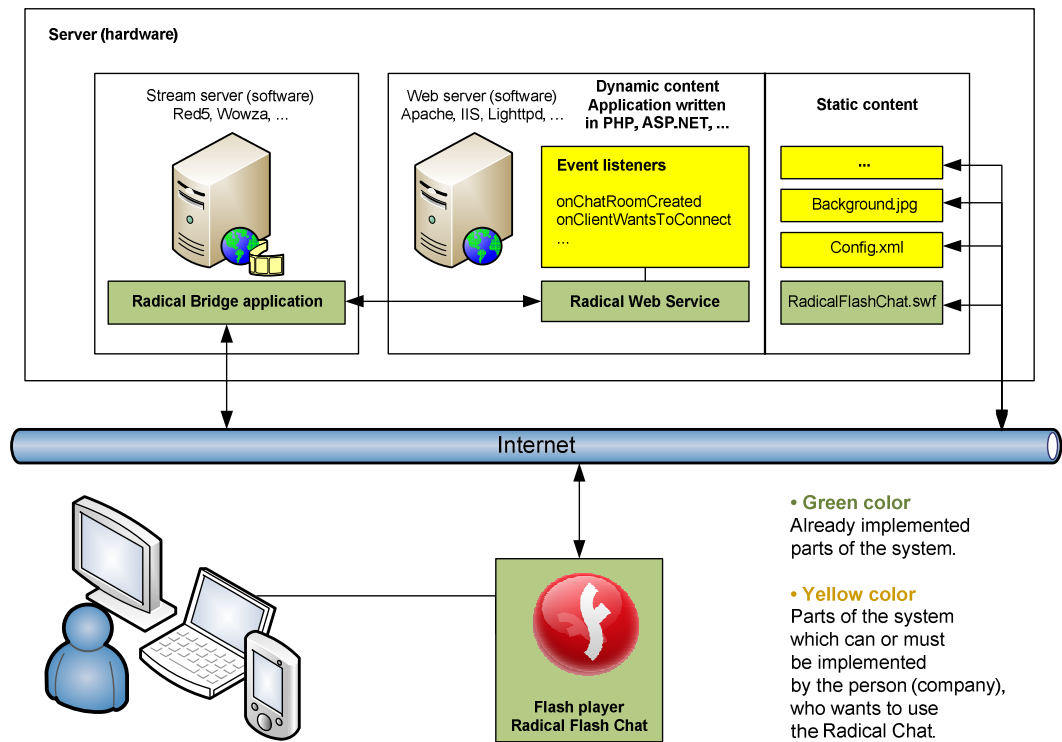 Server (hardware)
Stream server (software)
Red5, Wowza, ...
Web server (software)
Apache, IIS, Lighttpd, ...
Dynamic content
Application written
in PHP, ASP.NET, ...
Static content
Event listeners
onChatRoomCreated
onClientWantsToConnect
...
...
Background.jpg
Config.xml
Radical Bridge application
Radical Web Service
RadicalFlashChat.swf
Internet
• Green color
Already implemented
parts of the system.
• Yellow color
Parts of the system
which can or must
be implemented
by the person (company),
who wants to use
the Radical Chat.
Flash player
Radical Flash Chat